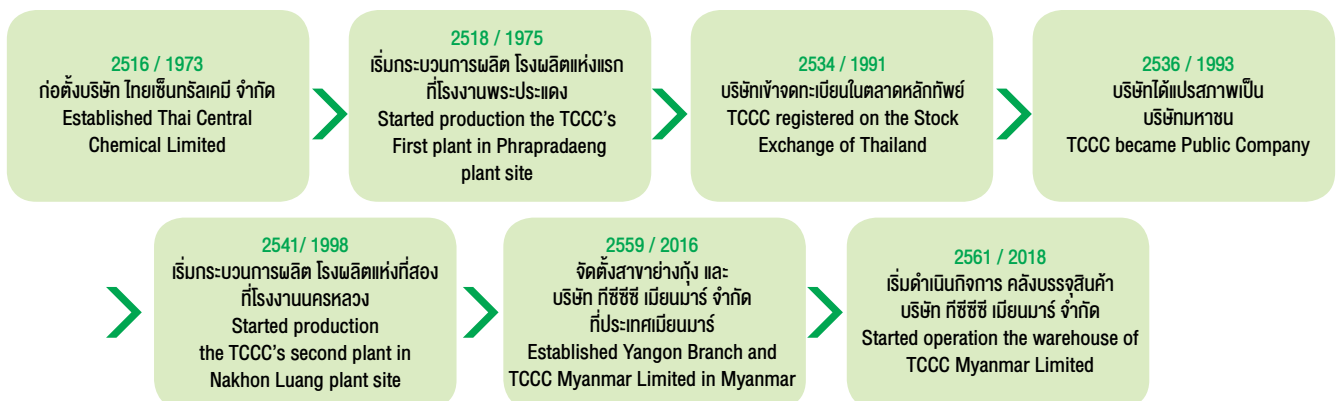 2516 / 1973
ก่อตั้งบริษัท ไทยเซ็นทรัลเคมี จำกัด
Established Thai Central
Chemical Limited
2518 / 1975
เริ่มกระบวนการผลิต โรงผลิตแห่งแรก
ที่โรงงานพระประแดง
Started production the TCCC's
First plant in Phrapradaeng
plant site
2534 / 1991
บริษัทเข้าจดทะเบียนในตลาดหลักทัพย์
TCCC registered on the Stock
Exchange of Thailand
2536 / 1993
บริษัทได้แปรสภาพเป็น
บริษัทมหาชน
TCCC became Public Company
2541/ 1998
เริ่มกระบวนการผลิต โรงผลิตแห่งที่สอง
ที่โรงงานนครหลวง
Started production
the TCCC's second plant in
Nakhon Luang plant site
2559 / 2016
จัดตั้งสาขาย่างกุ้ง และ
บริษัท ทีซีซีซี เมียนมาร์ จำกัด
ที่ประเทศเมียนมาร์
Established Yangon Branch and
TCCC Myanmar Limited in Myanmar
2561 / 2018
เริ่มดำเนินกิจการ คลังบรรจุสินค้า
บริษัท ทีซีซีซี เมียนมาร์ จำกัด
Started operation the warehouse of
TCCC Myanmar Limited